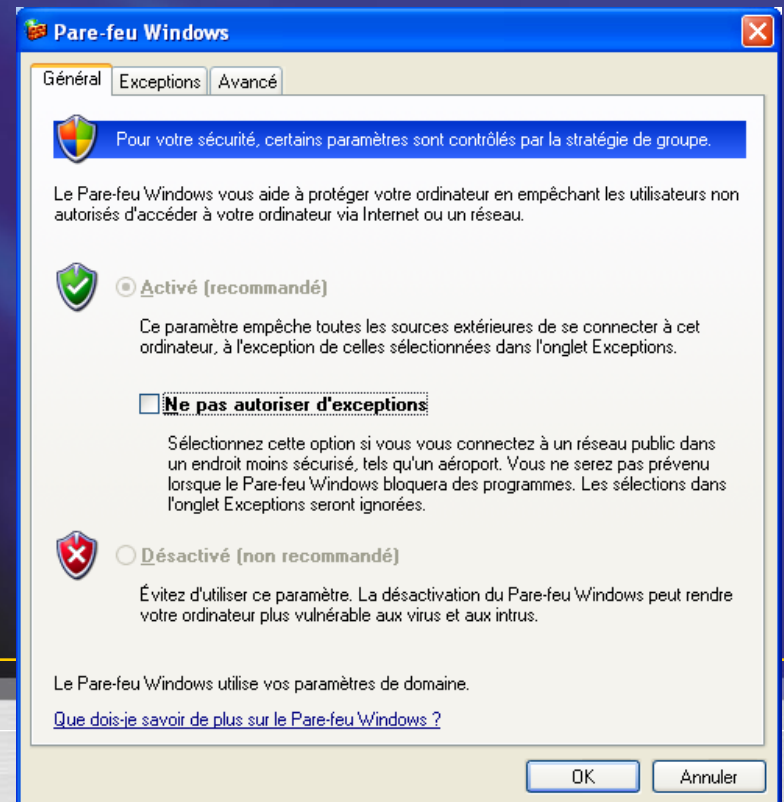 Pare-feu Windows
Général Exceptions Avancé
Pour votre sécurité, certains paramètres sont contrôlés par la stratégie de groupe.
Le Pare-feu Windows vous aide à protéger votre ordinateur en empêchant les utilisateurs non
autorisés d'accéder à votre ordinateur via Internet ou un réseau.
Activé (recommandé)
Ce paramètre empêche toutes les sources extérieures de se connecter à cet
ordinateur, à l'exception de celles sélectionnées dans l'onglet Exceptions.
Ne pas autoriser d'exceptions
Sélectionnez cette option si vous vous connectez à un réseau public dans
un endroit moins sécurisé, tels qu'un aéroport. Vous ne serez pas prévenu
lorsque le Pare-feu Windows bloquera des programmes. Les sélections dans
l'onglet Exceptions seront ignorées.
Désactivé (non recommandé)
Évitez d'utiliser ce paramètre. La désactivation du Pare-feu Windows peut rendre
votre ordinateur plus vulnérable aux virus et aux intrus.
Le Pare-feu Windows utilise vos paramètres de domaine.
Que dois-je savoir de plus sur le Pare-feu Windows ?
OK Annuler